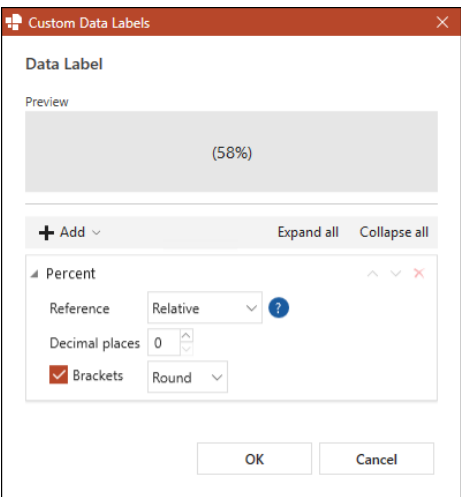 Custom Data Labels
Data Label
Preview
(58%)
Add Expand all Collapse all
Percent
Reference Relative ?
Decimal places 0
Brackets Round
OK Cancel